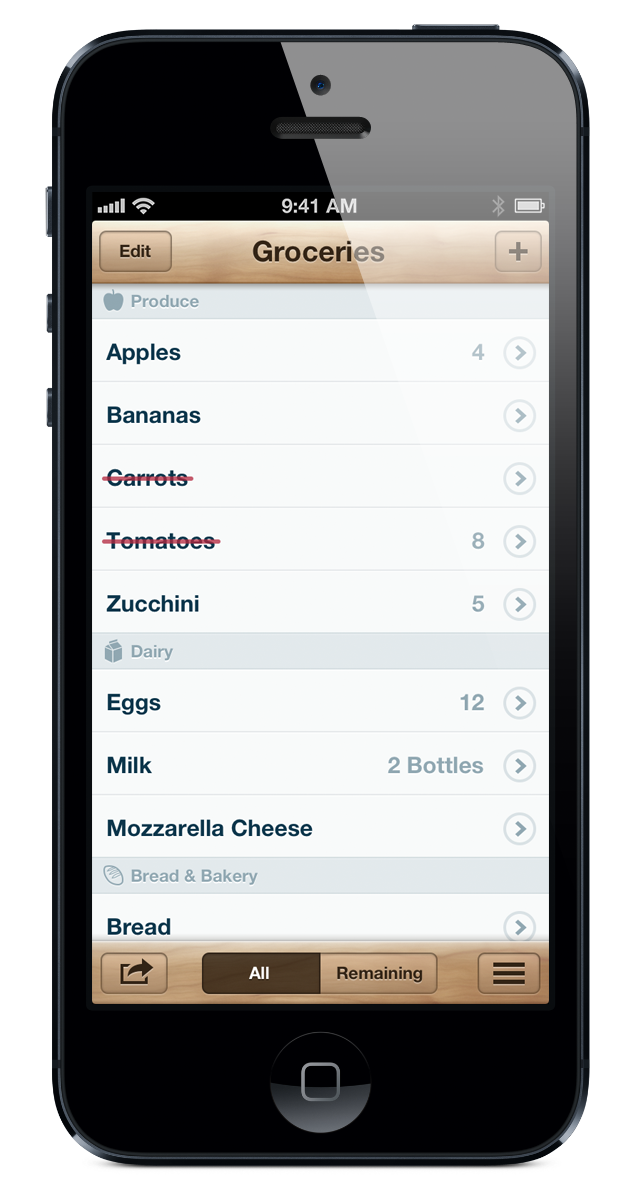 9:41 AM
Edit Groceries +
Produce
Apples 4
Bananas
Carrots
Tomatoes 8
Zucchini 5
Dairy
Eggs 12
Milk 2 Bottles
Mozzarella Cheese
Bread & Bakery
Bread
All Remaining